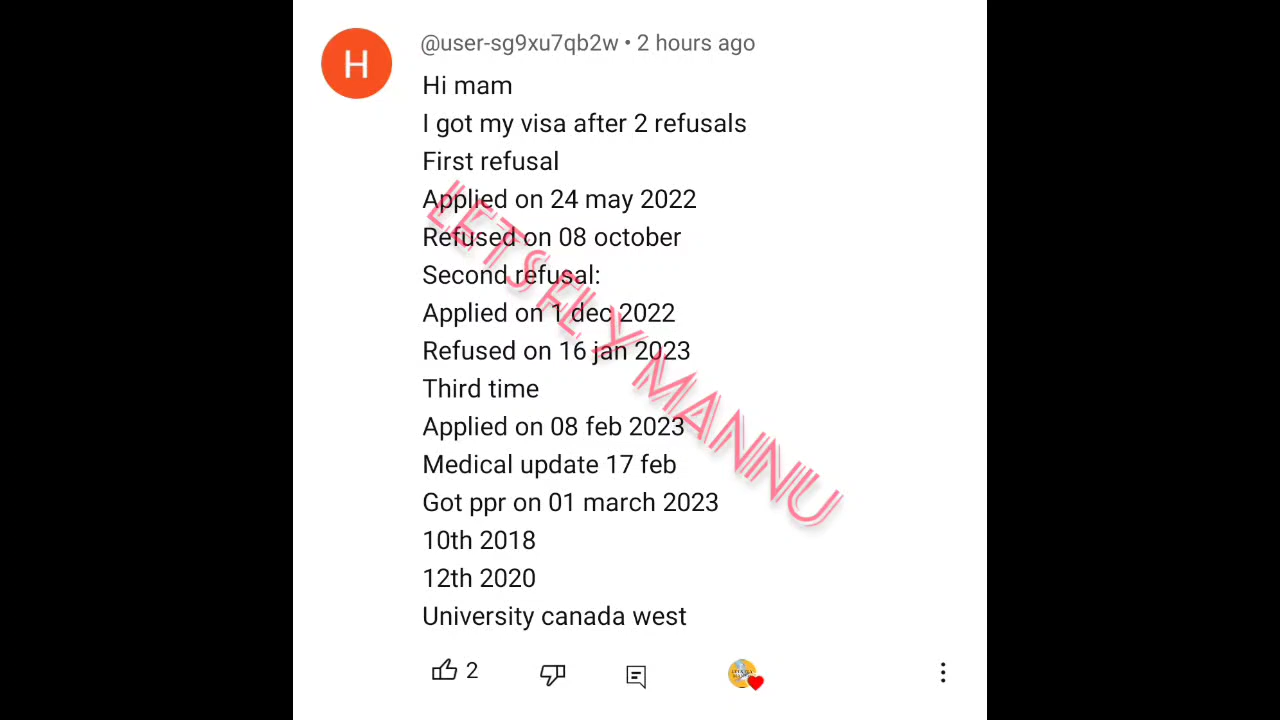 H
@user-sg9xu7qb2w • 2 hours ago
Hi mam
I got my visa after 2 refusals
First refusal
Applied on 24 may 2022
Refused on 08 october
Second refusal:
Applied on 1 dec 2022
Refused on 16 jan 2023
Third time
Applied on 08 feb 2023
Medical update 17 feb
Got ppr on 01 march 2023
10th 2018
12th 2020
University canada west
2
LETS FLY MANNU